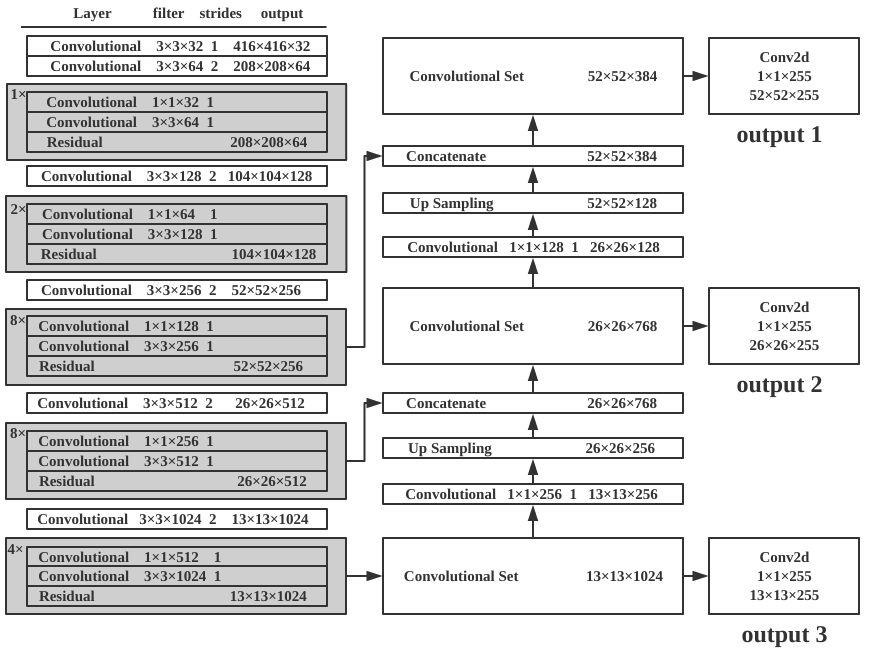 Layer filter strides output
Convolutional 3×3×32 1 416×416×32
Convolutional 3×3×64 2 208×208×64
1×
Convolutional 1×1×32 1
Convolutional 3×3×64 1
Residual 208×208×64
Convolutional 3×3×128 2 104×104×128
2×
Convolutional 1×1×64 1
Convolutional 3×3×128 1
Residual 104×104×128
Convolutional 3×3×256 2 52×52×256
8×
Convolutional 1×1×128 1
Convolutional 3×3×256 1
Residual 52×52×256
Convolutional 3×3×512 2 26×26×512
8×
Convolutional 1×1×256 1
Convolutional 3×3×512 1
Residual 26×26×512
Convolutional 3×3×1024 2 13×13×1024
4×
Convolutional 1×1×512 1
Convolutional 3×3×1024 1
Residual 13×13×1024
Convolutional Set 52×52×384
Concatenate 52×52×384
Up Sampling 52×52×128
Convolutional 1×1×128 1 26×26×128
Convolutional Set 26×26×768
Concatenate 26×26×768
Up Sampling 26×26×256
Convolutional 1×1×256 1 13×13×256
Convolutional Set 13×13×1024
Conv2d
1×1×255
52×52×255
output 1
Conv2d
1×1×255
26×26×255
output 2
Conv2d
1×1×255
13×13×255
output 3